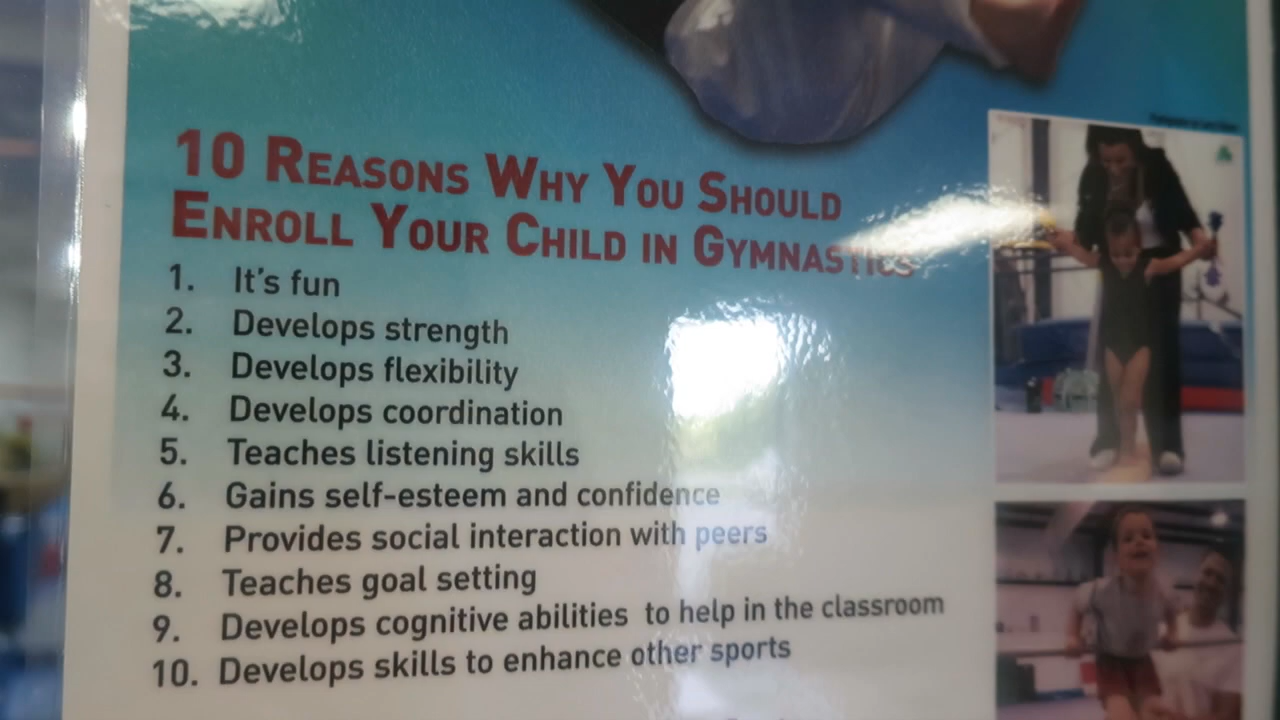 10 REASONS WHY YOU SHOULD
ENROLL YOUR CHILD IN GYMNASTICS
1. It's fun
2. Develops strength
3. Develops flexibility
4. Develops coordination
5. Teaches listening skills
6. Gains self-esteem and confidence
7. Provides social interaction with peers
8. Teaches goal setting
9. Develops cognitive abilities to help in the classroom
10. Develops skills to enhance other sports